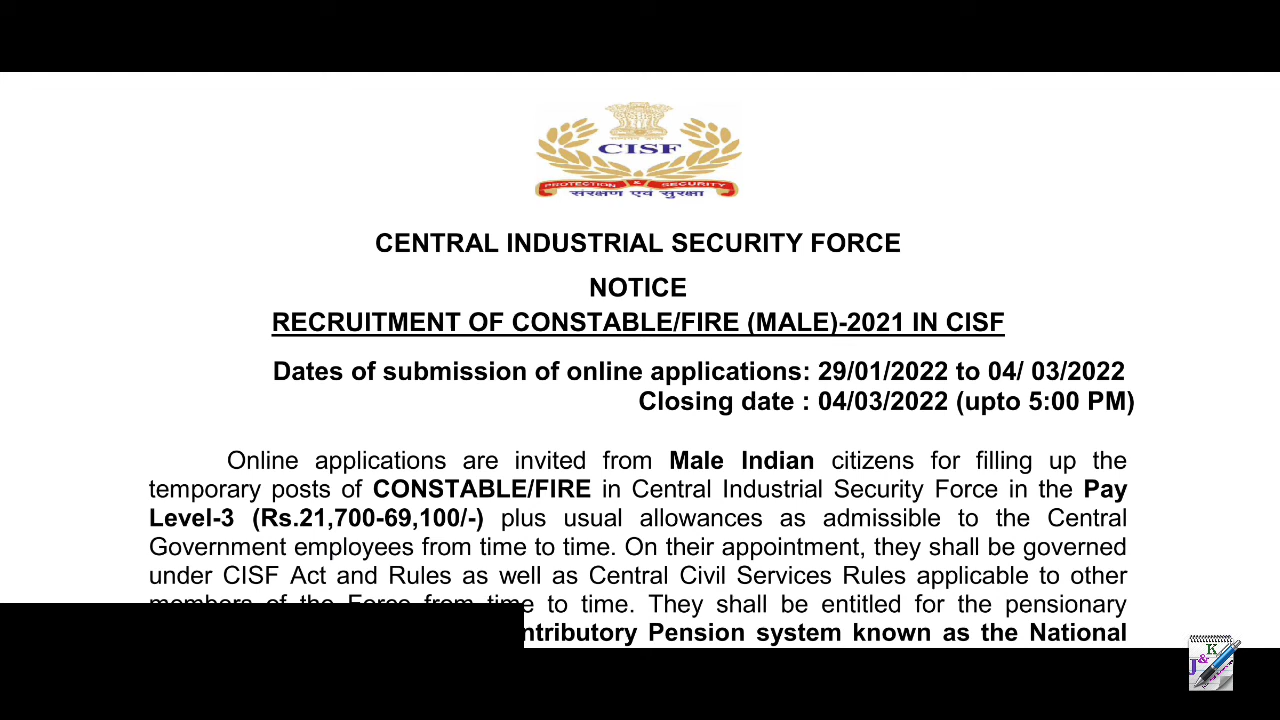 CISF
PROTECTION & SECURITY
संरक्षण एवं सुरक्षा
CENTRAL INDUSTRIAL SECURITY FORCE
NOTICE
RECRUITMENT OF CONSTABLE/FIRE (MALE)-2021 IN CISF
Dates of submission of online applications: 29/01/2022 to 04/ 03/2022
Closing date : 04/03/2022 (upto 5:00 PM)
Online applications are invited from Male Indian citizens for filling up the
temporary posts of CONSTABLE/FIRE in Central Industrial Security Force in the Pay
Level-3 (Rs.21,700-69,100/-) plus usual allowances as admissible to the Central
Government employees from time to time. On their appointment, they shall be governed
under CISF Act and Rules as well as Central Civil Services Rules applicable to other
members of the Force from time to time. They shall be entitled for the pensionary
Pension system known as the National
J&K